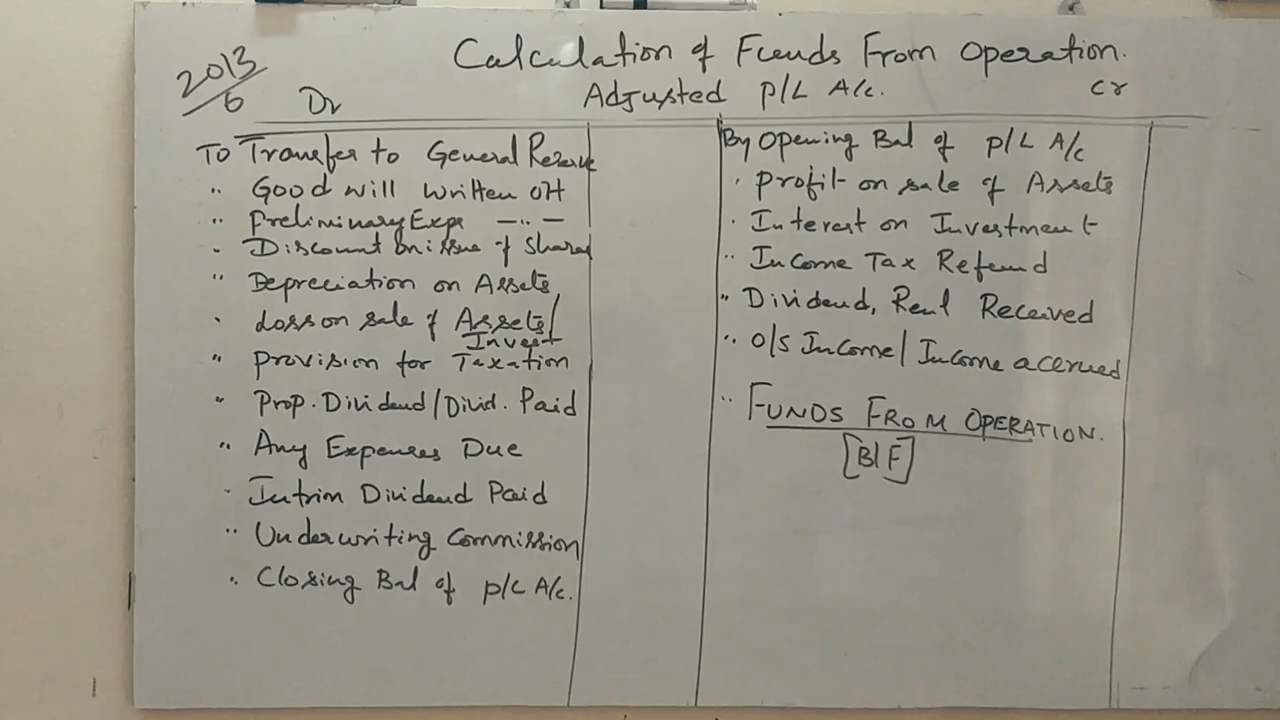 2013/6
Calculation of Funds From Operation.
Dr Adjusted P/L A/c. Cr
To Transfer to General Reserve
" Good will written off
" Preliminary Exps —"—
" Discount on issue of Shares
" Depreciation on Assets
" Loss on sale of Assets/
Invest
" Provision for Taxation
" Prop. Dividend/Divid. Paid
" Any Expenses Due
" Intrim Dividend Paid
" Underwriting Commission
" Closing Bal of P/L A/c.
By Opening Bal of P/L A/c
" Profit on sale of Assets
" Interest on Investment
" Income Tax Refund
" Dividend, Rent Received
" O/S Income/Income accrued
" FUNDS FROM OPERATION.
[B/F]